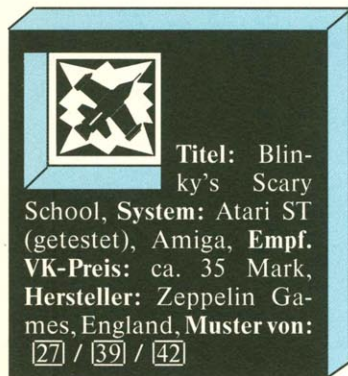 Titel: Blin-
ky's Scary
School, System: Atari ST
(getestet), Amiga, Empf.
VK-Preis: ca. 35 Mark,
Hersteller: Zeppelin Ga-
mes, England, Muster von:
27 / 39 / 42